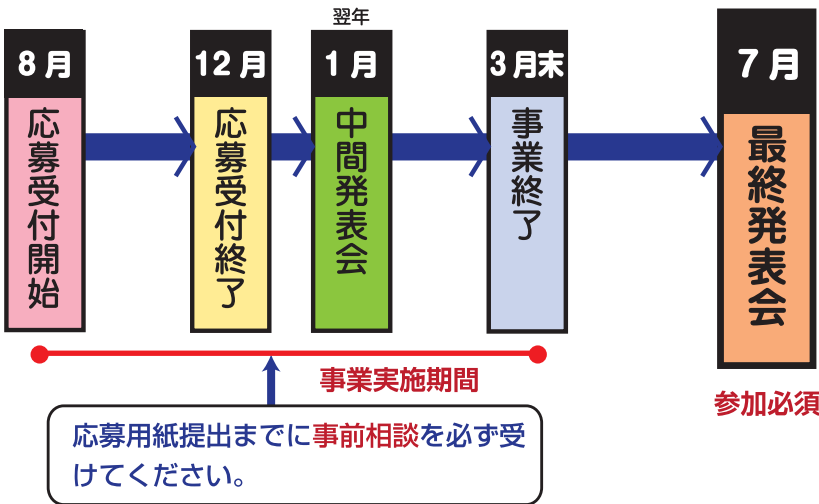 8月
応募受付開始
12月
応募受付終了
翌年
1月
中間発表会
3月末
事業終了
7月
最終発表会
事業実施期間
参加必須
応募用紙提出までに事前相談を必ず受
けてください。